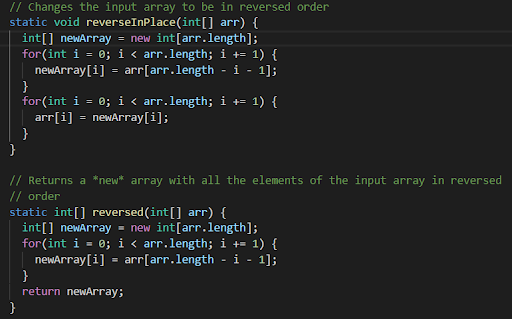 // Changes the input array to be in reversed order
static void reverseInPlace(int[] arr) {
  int[] newArray = new int[arr.length];
  for(int i = 0; i < arr.length; i += 1) {
    newArray[i] = arr[arr.length - i - 1];
  }
  for(int i = 0; i < arr.length; i += 1) {
    arr[i] = newArray[i];
  }
}

// Returns a *new* array with all the elements of the input array in reversed
// order
static int[] reversed(int[] arr) {
  int[] newArray = new int[arr.length];
  for(int i = 0; i < arr.length; i += 1) {
    newArray[i] = arr[arr.length - i - 1];
  }
  return newArray;
}